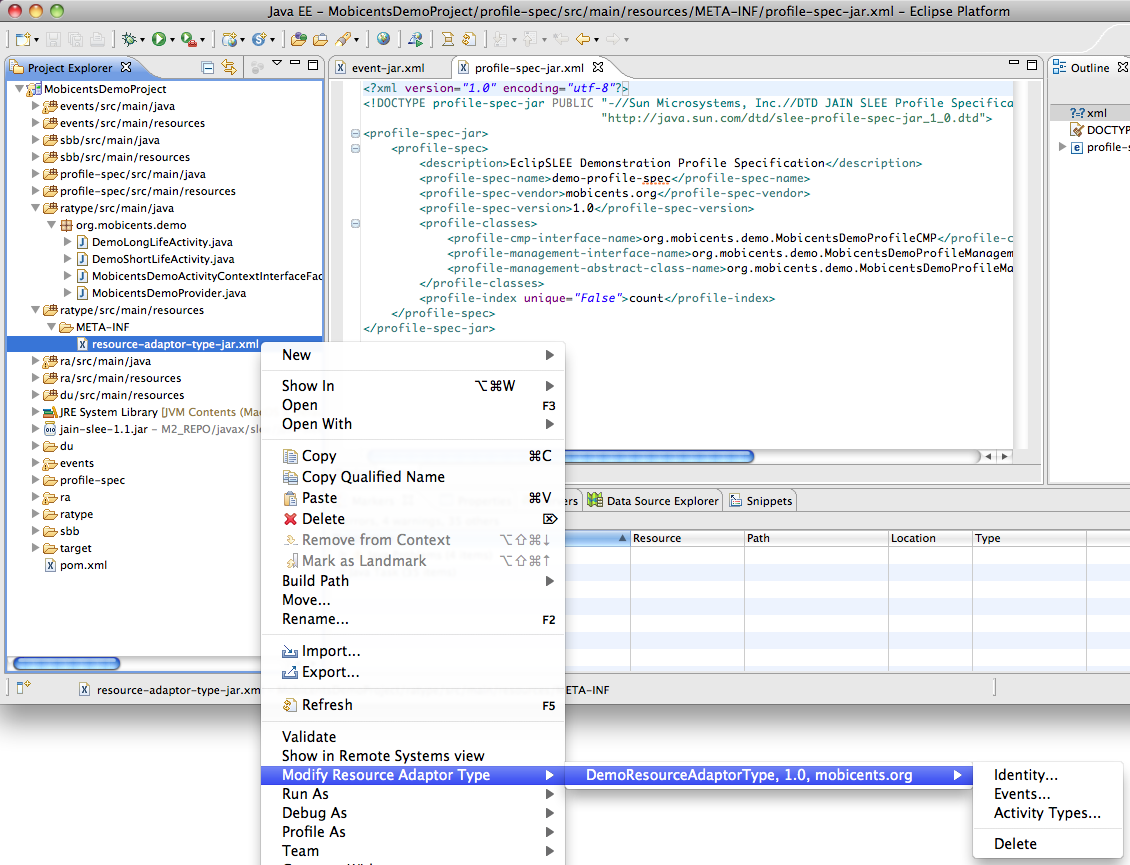 Java EE – MobicentsDemoProject/profile-spec/src/main/resources/META-INF/profile-spec-jar.xml – Eclipse Platform
Project Explorer
event-jar.xml
profile-spec-jar.xml
Outline
MobicentsDemoProject
events/src/main/java
events/src/main/resources
sbb/src/main/java
sbb/src/main/resources
profile-spec/src/main/java
profile-spec/src/main/resources
ratype/src/main/java
org.mobicents.demo
DemoLongLifeActivity.java
DemoShortLifeActivity.java
MobicentsDemoActivityContextInterfaceFac
MobicentsDemoProvider.java
ratype/src/main/resources
META-INF
resource-adaptor-type-jar.xml
ra/src/main/java
ra/src/main/resources
du/src/main/resources
JRE System Library [JVM Contents (Mac
jain-slee-1.1.jar - M2_REPO/javax/sle
du
events
profile-spec
ra
ratype
sbb
target
pom.xml
<?xml version="1.0" encoding="utf-8"?>
<!DOCTYPE profile-spec-jar PUBLIC "-//Sun Microsystems, Inc.//DTD JAIN SLEE Profile Specifica
"http://java.sun.com/dtd/slee-profile-spec-jar_1_0.dtd">
<profile-spec-jar>
<profile-spec>
<description>EclipSLEE Demonstration Profile Specification</description>
<profile-spec-name>demo-profile-spec</profile-spec-name>
<profile-spec-vendor>mobicents.org</profile-spec-vendor>
<profile-spec-version>1.0</profile-spec-version>
<profile-classes>
<profile-cmp-interface-name>org.mobicents.demo.MobicentsDemoProfileCMP</profile-c
<profile-management-interface-name>org.mobicents.demo.MobicentsDemoProfileManagem
<profile-management-abstract-class-name>org.mobicents.demo.MobicentsDemoProfileMa
</profile-classes>
<profile-index unique="False">count</profile-index>
</profile-spec>
</profile-spec-jar>
?=? xml
DOCTYP
e profile-s
New
Show In ⌥⌘W
Open F3
Open With
Copy ⌘C
Copy Qualified Name
Paste ⌘V
Delete ⌦
Remove from Context ⌥⇧⌘↓
Mark as Landmark ⌥⇧⌘↑
Build Path
Move...
Rename... F2
Import...
Export...
Refresh F5
Validate
Show in Remote Systems view
Modify Resource Adaptor Type
Run As
Debug As
Profile As
Team
DemoResourceAdaptorType, 1.0, mobicents.org
Identity...
Events...
Activity Types...
Delete
ers
Data Source Explorer
Snippets
Resource Path Location Type
resource-adaptor-type-jar.xm
ETA-INF